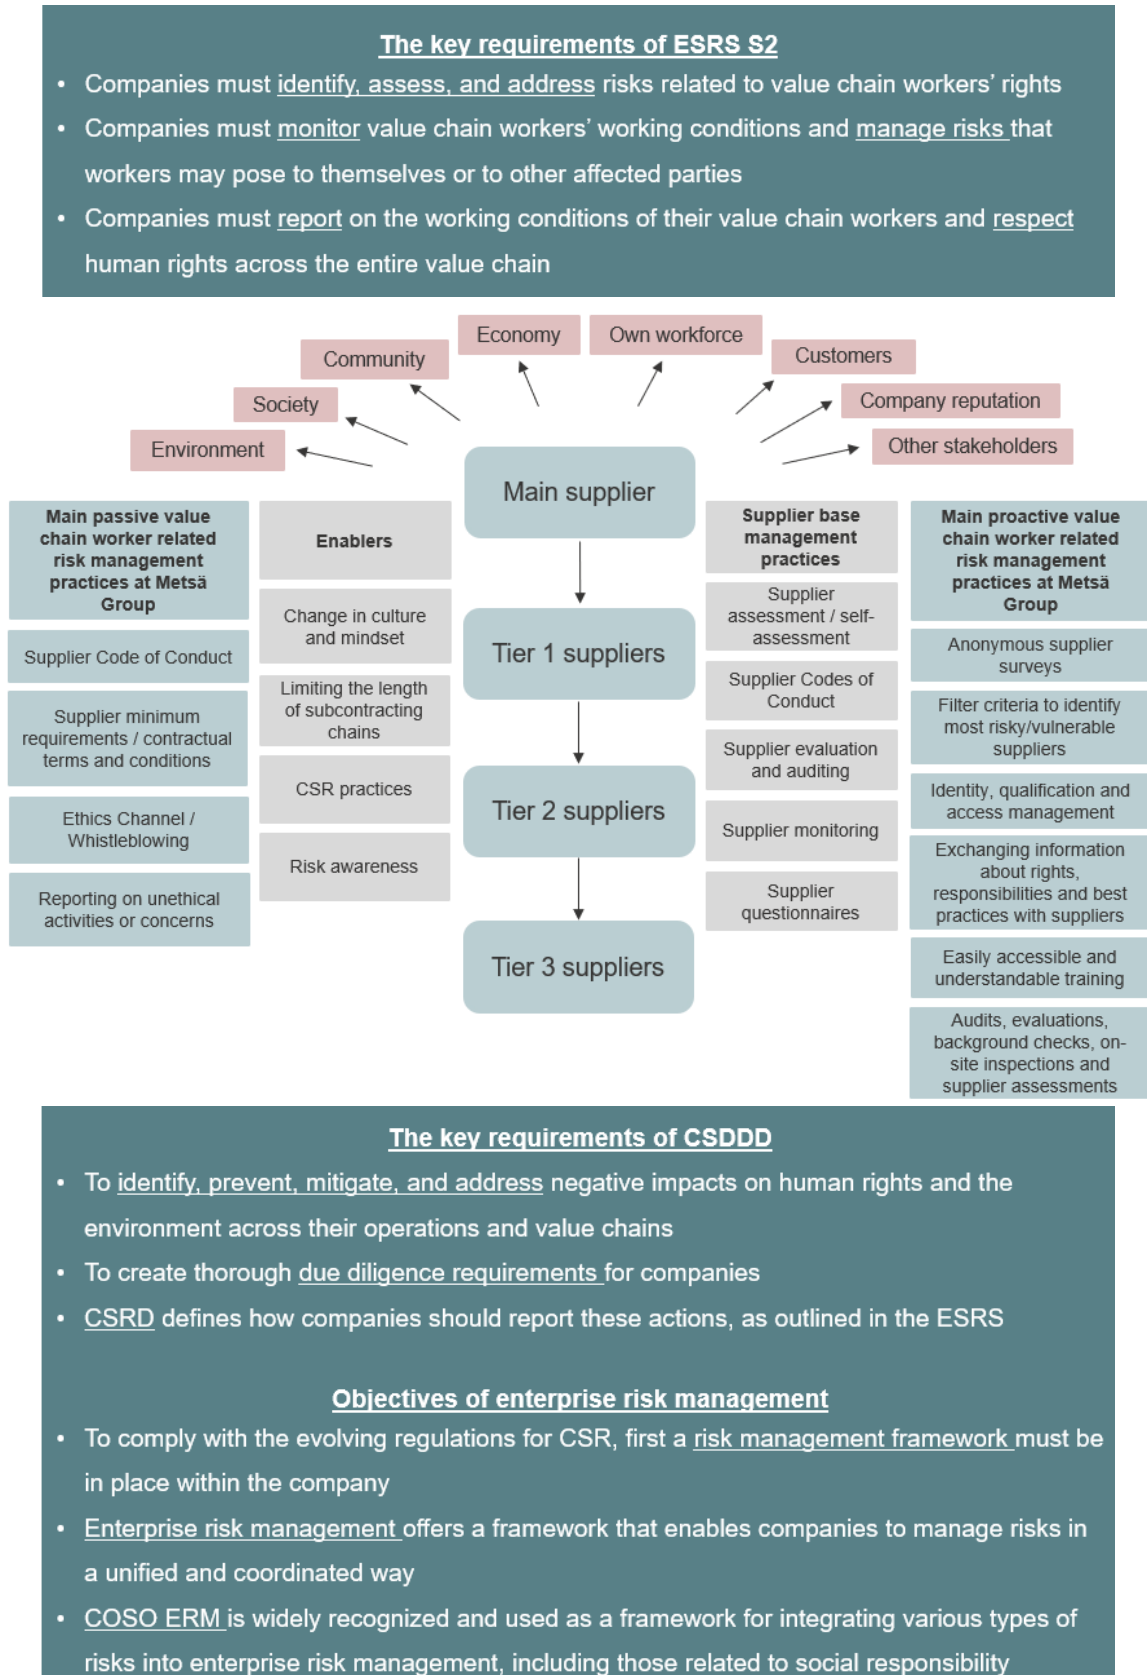 The key requirements of ESRS S2
• Companies must identify, assess, and address risks related to value chain workers’ rights
• Companies must monitor value chain workers’ working conditions and manage risks that
workers may pose to themselves or to other affected parties
• Companies must report on the working conditions of their value chain workers and respect
human rights across the entire value chain
Economy
Own workforce
Community
Customers
Society
Company reputation
Environment
Other stakeholders
Main supplier
Tier 1 suppliers
Tier 2 suppliers
Tier 3 suppliers
Main passive value
chain worker related
risk management
practices at Metsä
Group
Supplier Code of Conduct
Supplier minimum
requirements / contractual
terms and conditions
Ethics Channel /
Whistleblowing
Reporting on unethical
activities or concerns
Enablers
Change in culture
and mindset
Limiting the length
of subcontracting
chains
CSR practices
Risk awareness
Supplier base
management
practices
Supplier
assessment / self-
assessment
Supplier Codes of
Conduct
Supplier evaluation
and auditing
Supplier monitoring
Supplier
questionnaires
Main proactive value
chain worker related
risk management
practices at Metsä
Group
Anonymous supplier
surveys
Filter criteria to identify
most risky/vulnerable
suppliers
Identity, qualification and
access management
Exchanging information
about rights,
responsibilities and best
practices with suppliers
Easily accessible and
understandable training
Audits, evaluations,
background checks, on-
site inspections and
supplier assessments
The key requirements of CSDDD
• To identify, prevent, mitigate, and address negative impacts on human rights and the
environment across their operations and value chains
• To create thorough due diligence requirements for companies
• CSRD defines how companies should report these actions, as outlined in the ESRS
Objectives of enterprise risk management
• To comply with the evolving regulations for CSR, first a risk management framework must be
in place within the company
• Enterprise risk management offers a framework that enables companies to manage risks in
a unified and coordinated way
• COSO ERM is widely recognized and used as a framework for integrating various types of
risks into enterprise risk management, including those related to social responsibility